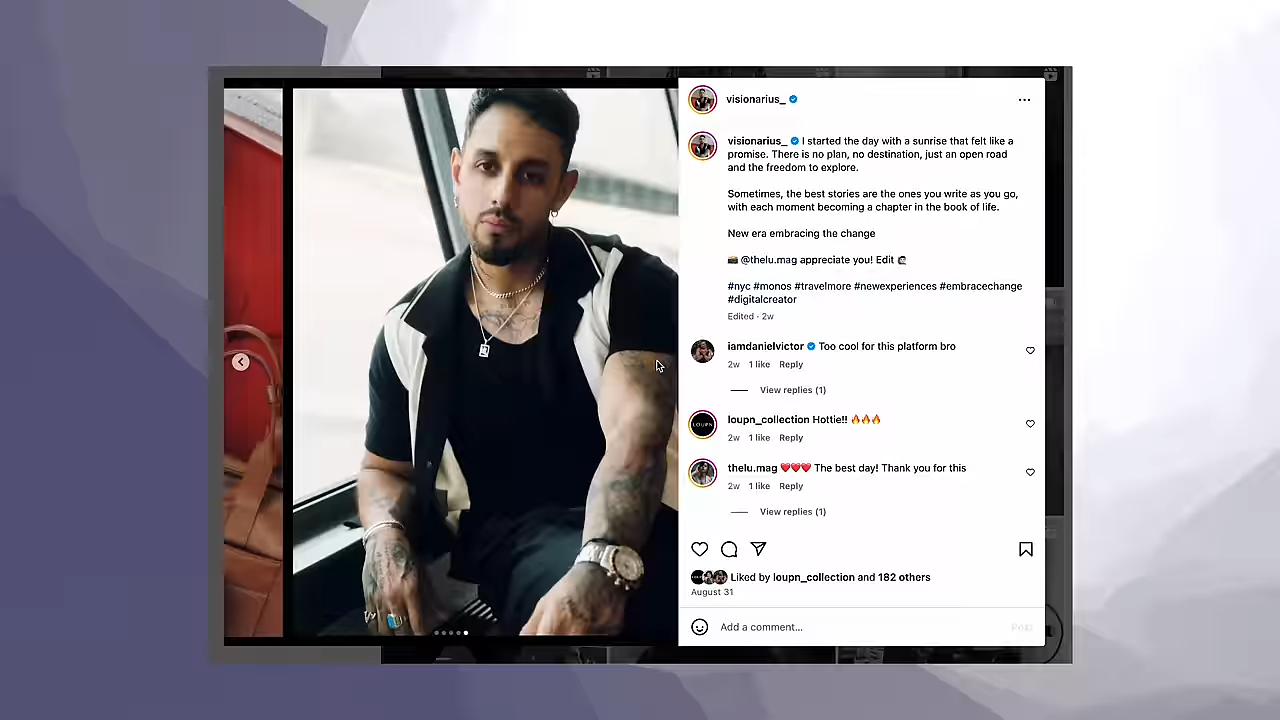 visionarius_
visionarius_ I started the day with a sunrise that felt like a
promise. There is no plan, no destination, just an open road
and the freedom to explore.
Sometimes, the best stories are the ones you write as you go,
with each moment becoming a chapter in the book of life.
New era embracing the change
📸 @thelu.mag appreciate you! Edit 🧑🏻‍🎨
#nyc #monos #travelmore #newexperiences #embracechange
#digitalcreator
Edited · 2w
iamdanielvictor Too cool for this platform bro
2w 1 like Reply
View replies (1)
LOUPN
loupn_collection Hottie!! 🔥🔥🔥
2w 1 like Reply
thelu.mag ❤️❤️❤️ The best day! Thank you for this
2w 1 like Reply
View replies (1)
Liked by loupn_collection and 182 others
August 31
Add a comment...
Post